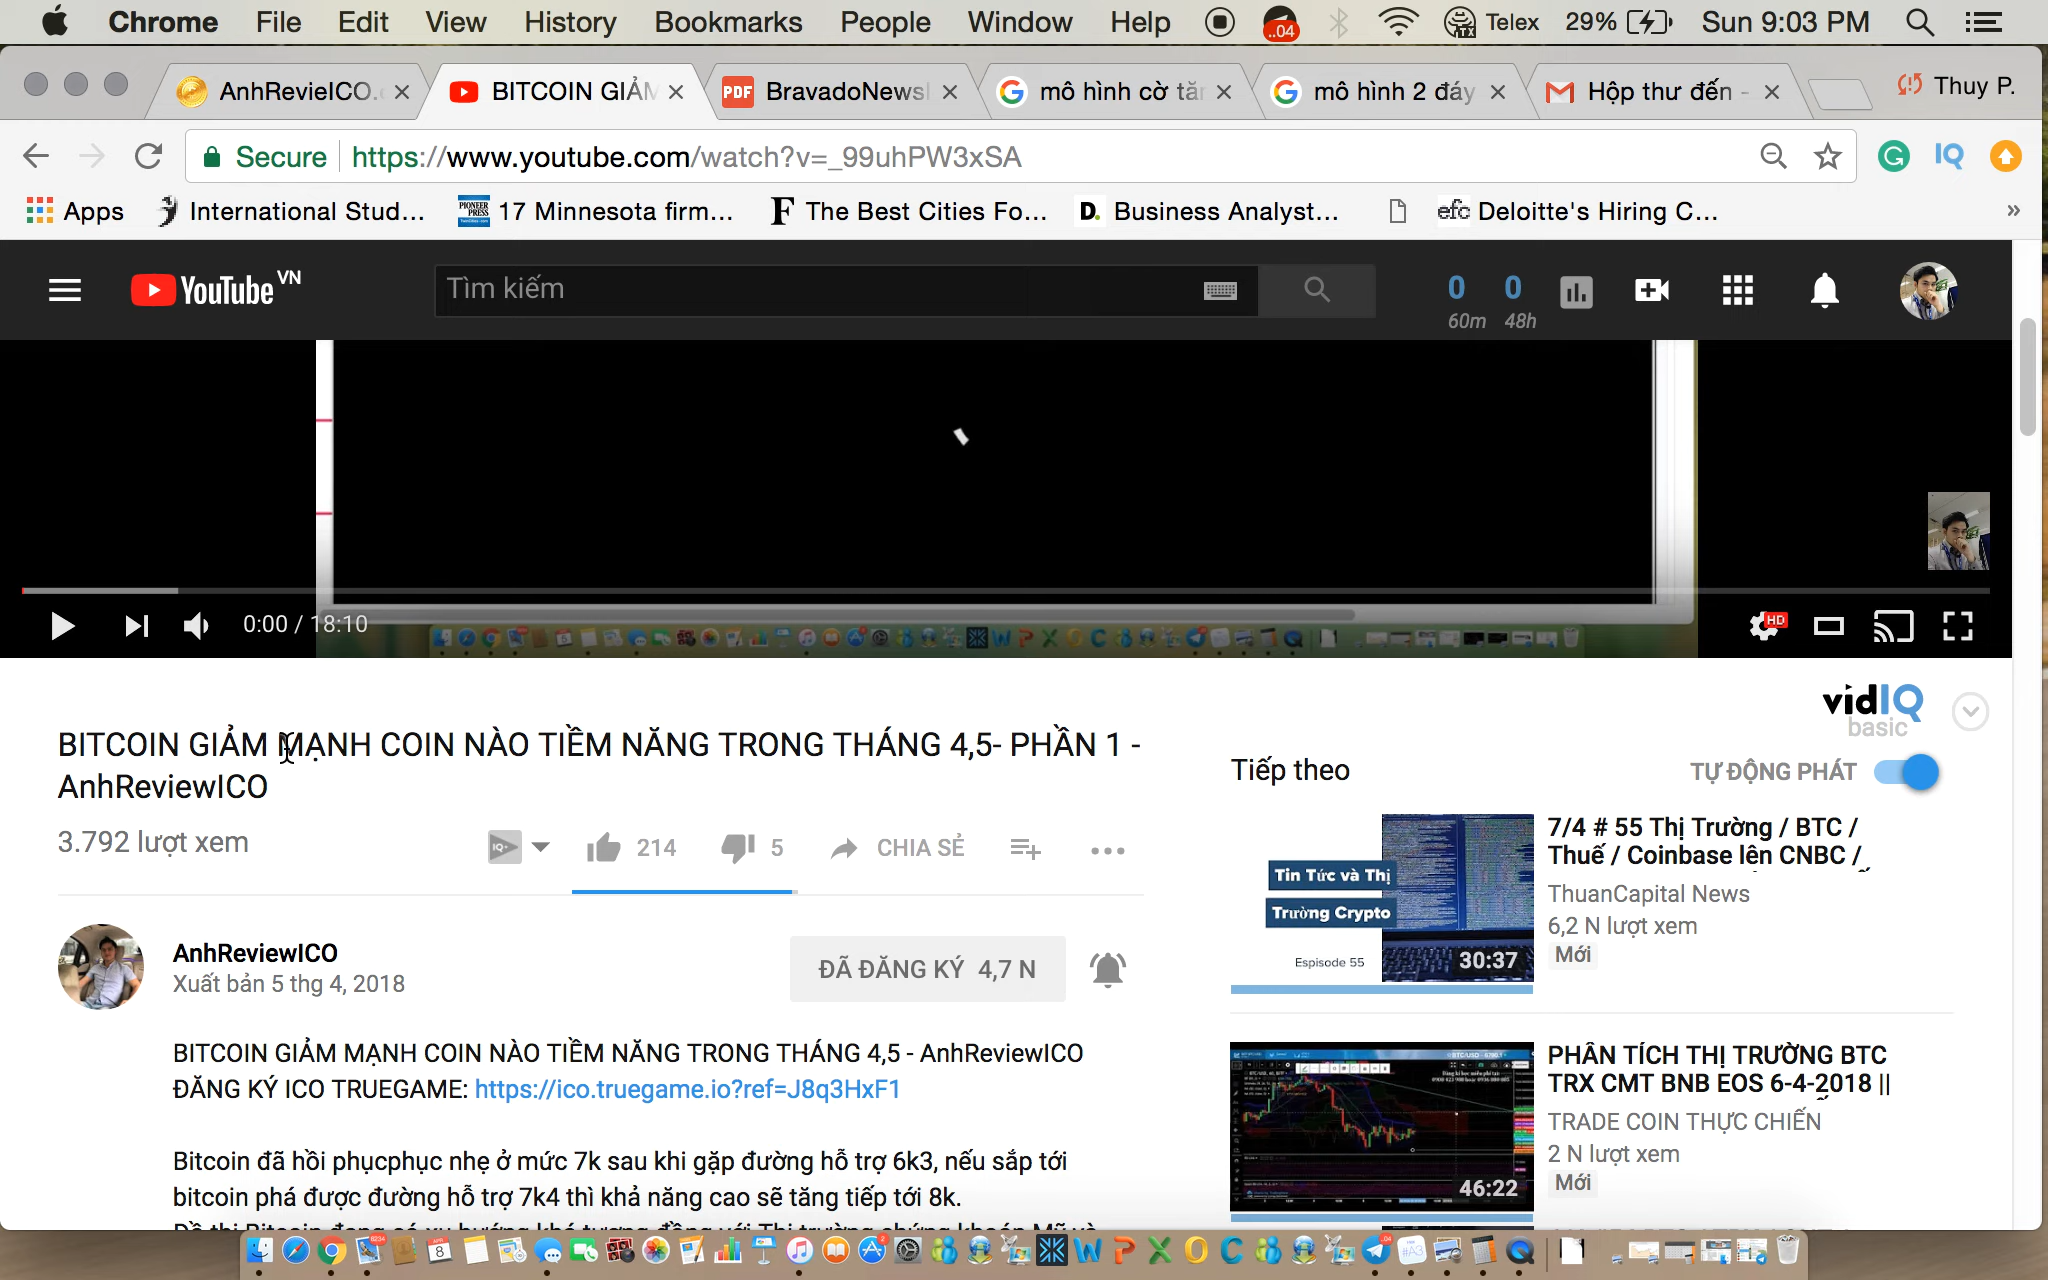 Chrome File Edit View History Bookmarks People Window Help Telex 29% Sun 9:03 PM
AnhRevieICO. BITCOIN GIẢM BravadoNewsl mô hình cờ tăn mô hình 2 đáy Hộp thư đến - Thuy P.
Secure https://www.youtube.com/watch?v=_99uhPW3xSA
Apps International Stud... 17 Minnesota firm... The Best Cities Fo... Business Analyst... Deloitte's Hiring C... »
YouTube VN Tìm kiếm 0 0
60m 48h
0:00 / 18:10 HD
vidIQ
basic
BITCOIN GIẢM MẠNH COIN NÀO TIỀM NĂNG TRONG THÁNG 4,5- PHẦN 1 -
AnhReviewICO
3.792 lượt xem 214 5 CHIA SẺ
AnhReviewICO
Xuất bản 5 thg 4, 2018
ĐÃ ĐĂNG KÝ 4,7 N
BITCOIN GIẢM MẠNH COIN NÀO TIỀM NĂNG TRONG THÁNG 4,5 - AnhReviewICO
ĐĂNG KÝ ICO TRUEGAME: https://ico.truegame.io?ref=J8q3HxF1
Bitcoin đã hồi phụcphục nhẹ ở mức 7k sau khi gặp đường hỗ trợ 6k3, nếu sắp tới
bitcoin phá được đường hỗ trợ 7k4 thì khả năng cao sẽ tăng tiếp tới 8k.
Tiếp theo TỰ ĐỘNG PHÁT
Tin Tức và Thị
Trường Crypto
Espisode 55
30:37
7/4 # 55 Thị Trường / BTC /
Thuế / Coinbase lên CNBC /
ThuanCapital News
6,2 N lượt xem
Mới
46:22
PHÂN TÍCH THỊ TRƯỜNG BTC
TRX CMT BNB EOS 6-4-2018 ||
TRADE COIN THỰC CHIẾN
2 N lượt xem
Mới